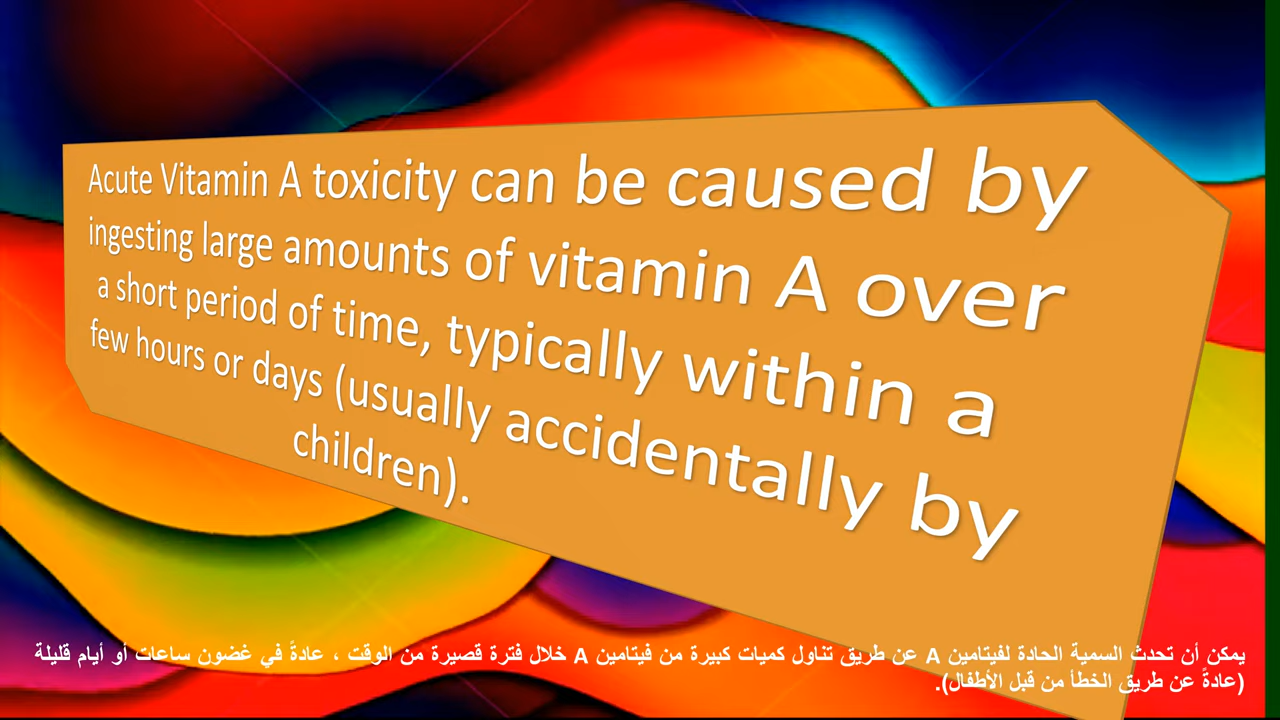 Acute Vitamin A toxicity can be caused by
ingesting large amounts of vitamin A over
a short period of time, typically within a
few hours or days (usually accidentally by
children).
يمكن أن تحدث السمية الحادة لفيتامين A عن طريق تناول كميات كبيرة من فيتامين A خلال فترة قصيرة من الوقت ، عادةً في غضون ساعات أو أيام قليلة
(عادةً عن طريق الخطأ من قبل الأطفال).